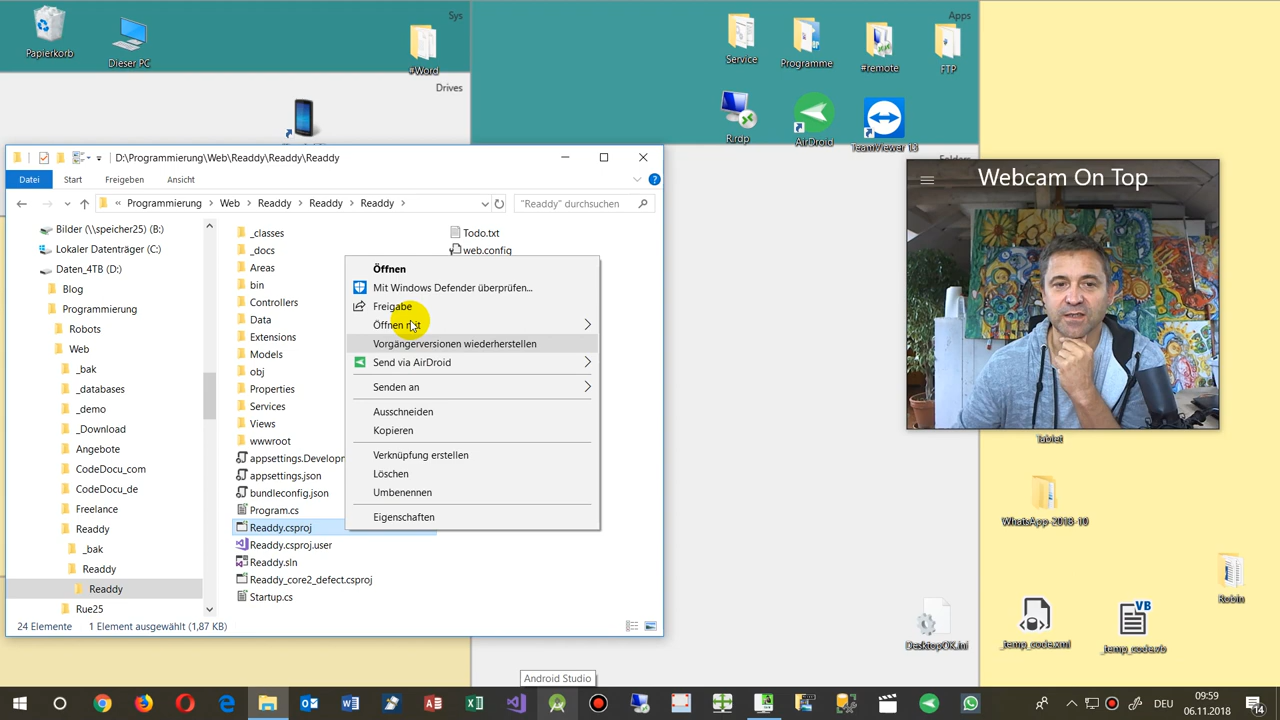 Sys
Apps
Papierkorb
Dieser PC
#Word
Service
Programme
#remote
FTP
Drives
R.rdp
AirDroid
TeamViewer 13
D:\Programmierung\Web\Readdy\Readdy\Readdy
Datei
Start
Freigeben
Ansicht
« Programmierung > Web > Readdy > Readdy > Readdy >
"Readdy" durchsuchen
Bilder (\\speicher25) (B:)
Lokaler Datenträger (C:)
Daten_4TB (D:)
Blog
Programmierung
Robots
Web
_bak
_databases
_demo
_Download
Angebote
CodeDocu_com
CodeDocu_de
Freelance
Readdy
_bak
Readdy
Readdy
Rue25
_classes
_docs
Areas
bin
Controllers
Data
Extensions
Models
obj
Properties
Services
Views
wwwroot
appsettings.Developm
appsettings.json
bundleconfig.json
Program.cs
Readdy.csproj
Readdy.csproj.user
Readdy.sln
Readdy_core2_defect.csproj
Startup.cs
Todo.txt
web.config
Öffnen
Mit Windows Defender überprüfen...
Freigabe
Öffnen mit
Vorgängerversionen wiederherstellen
Send via AirDroid
Senden an
Ausschneiden
Kopieren
Verknüpfung erstellen
Löschen
Umbenennen
Eigenschaften
24 Elemente
1 Element ausgewählt (1,87 KB)
Webcam On Top
Tablet
WhatsApp-2018-10
Robin
DesktopOK.ini
_temp_code.xml
VB
_temp_code.vb
Android Studio
DEU
09:59
06.11.2018
14